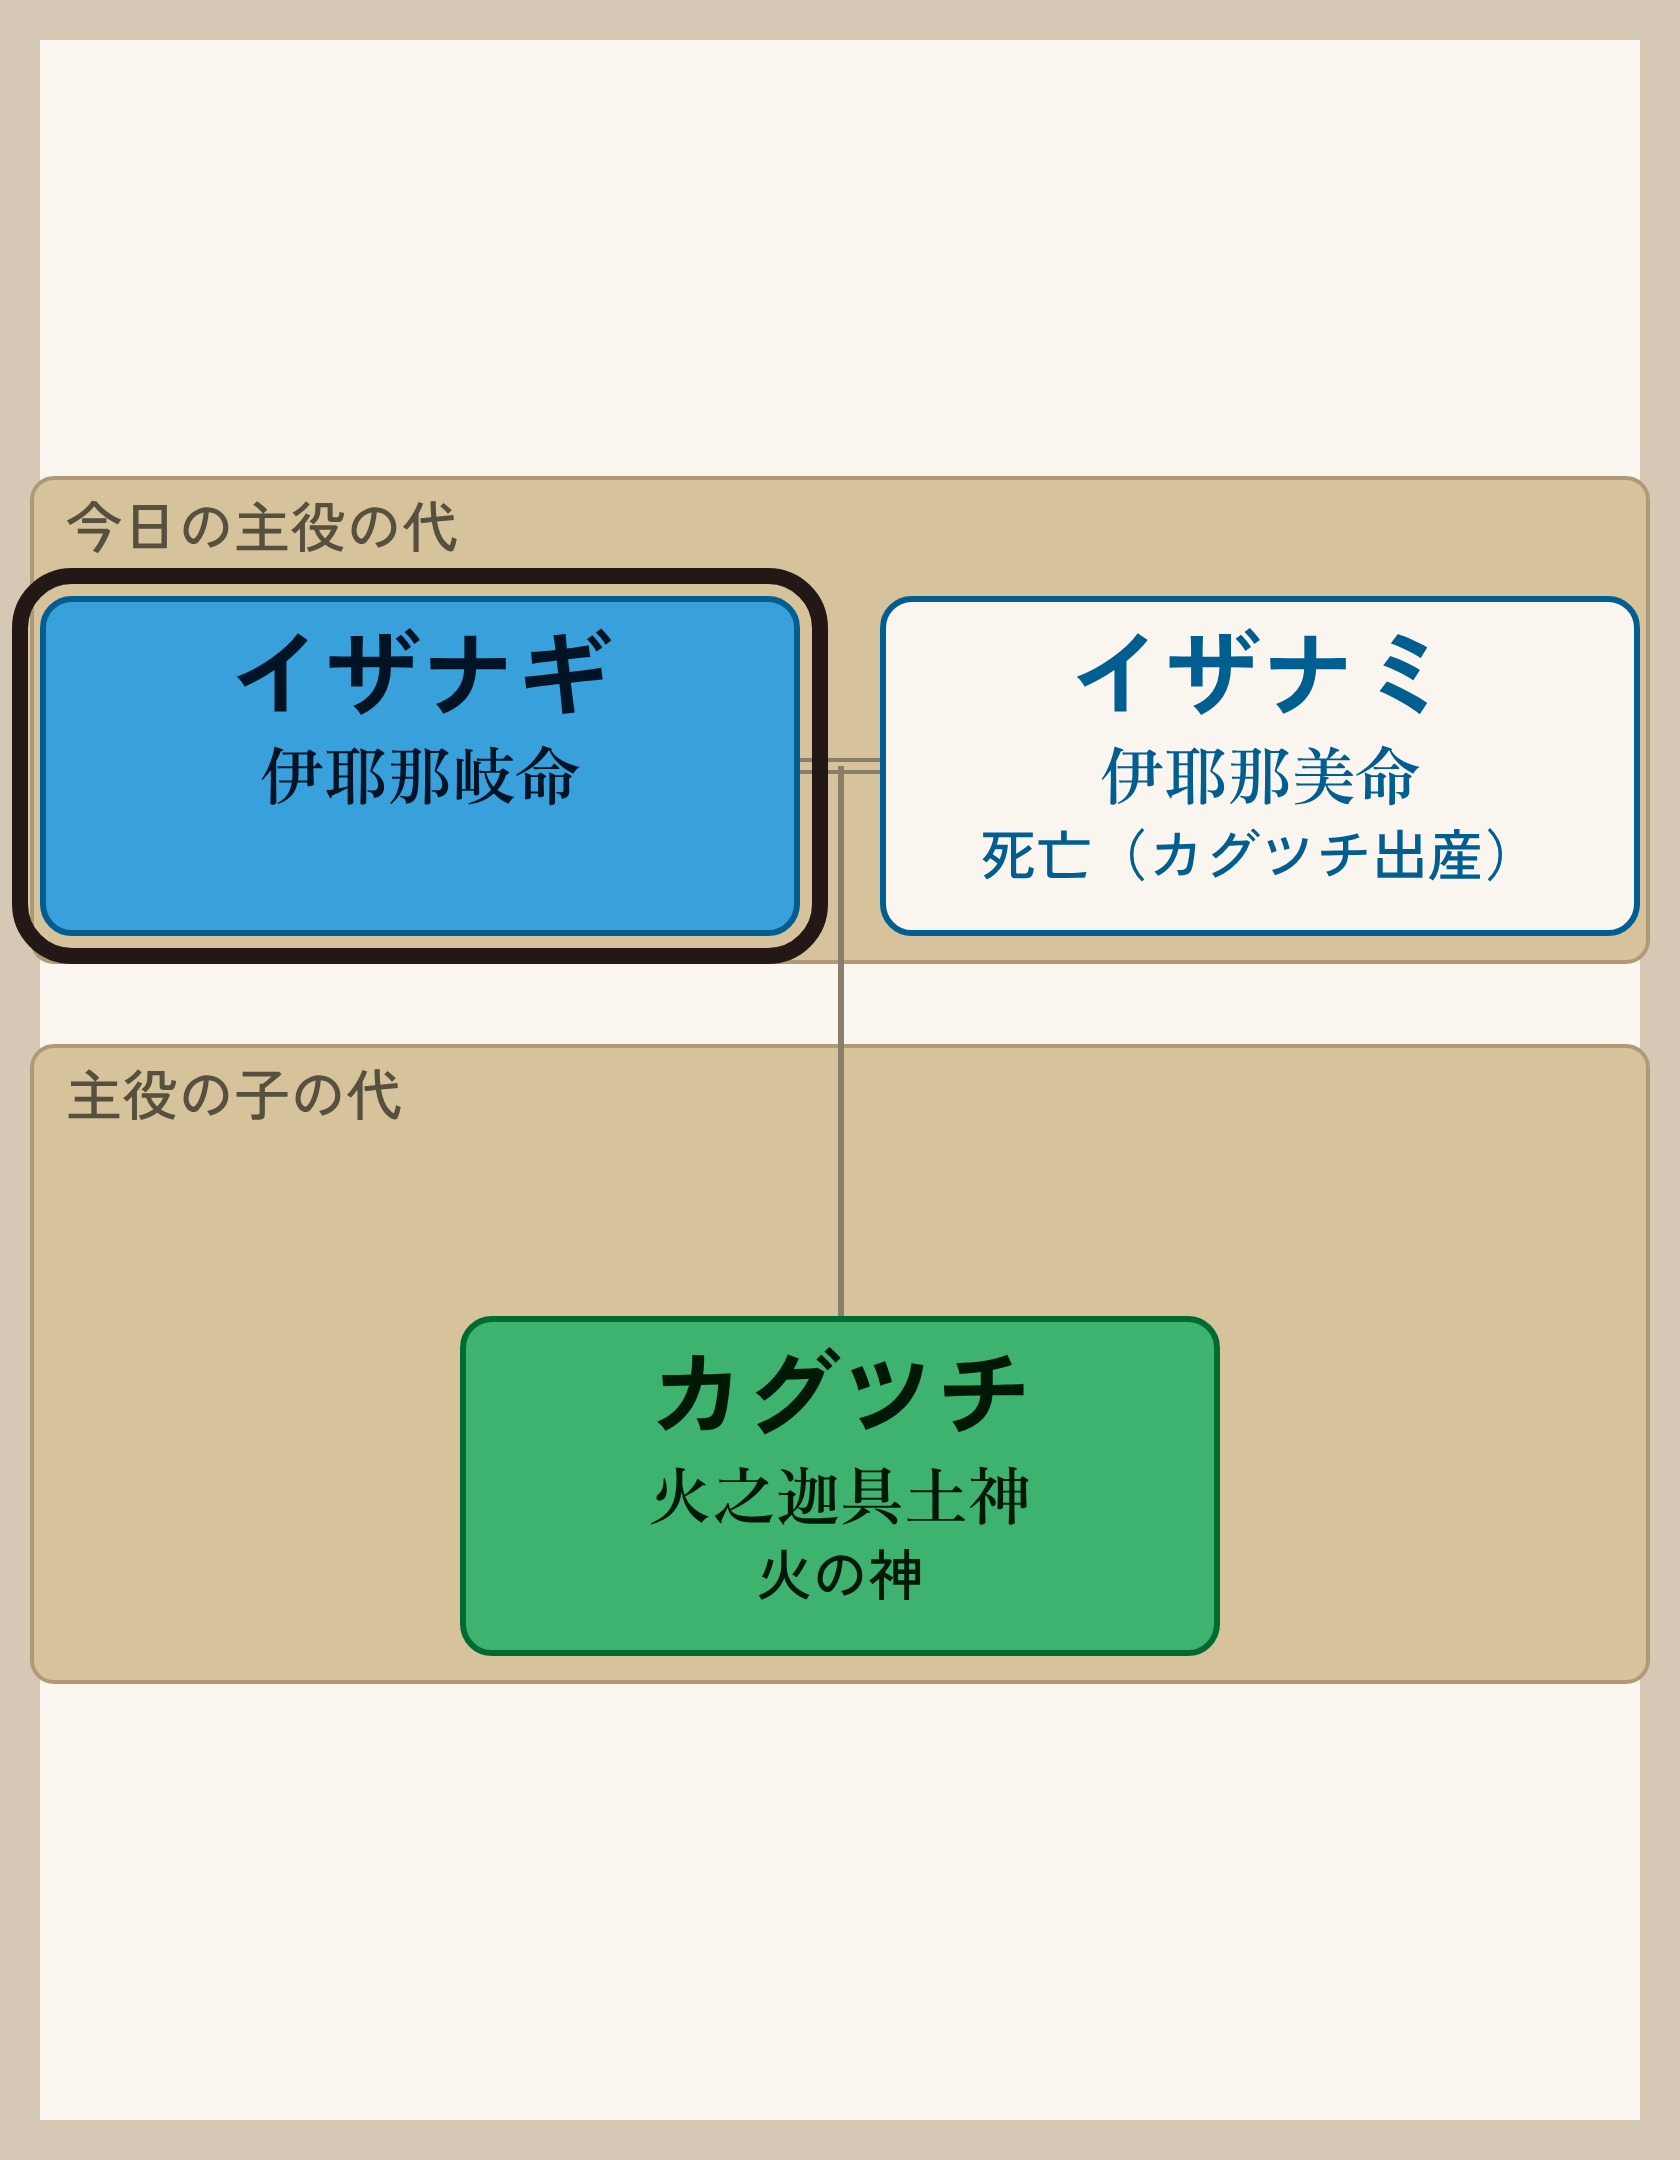 今日の主役の代
イザナギ
伊耶那岐命
イザナミ
伊耶那美命
死亡（カグツチ出産）
主役の子の代
カグツチ
火之迦具土神
火の神